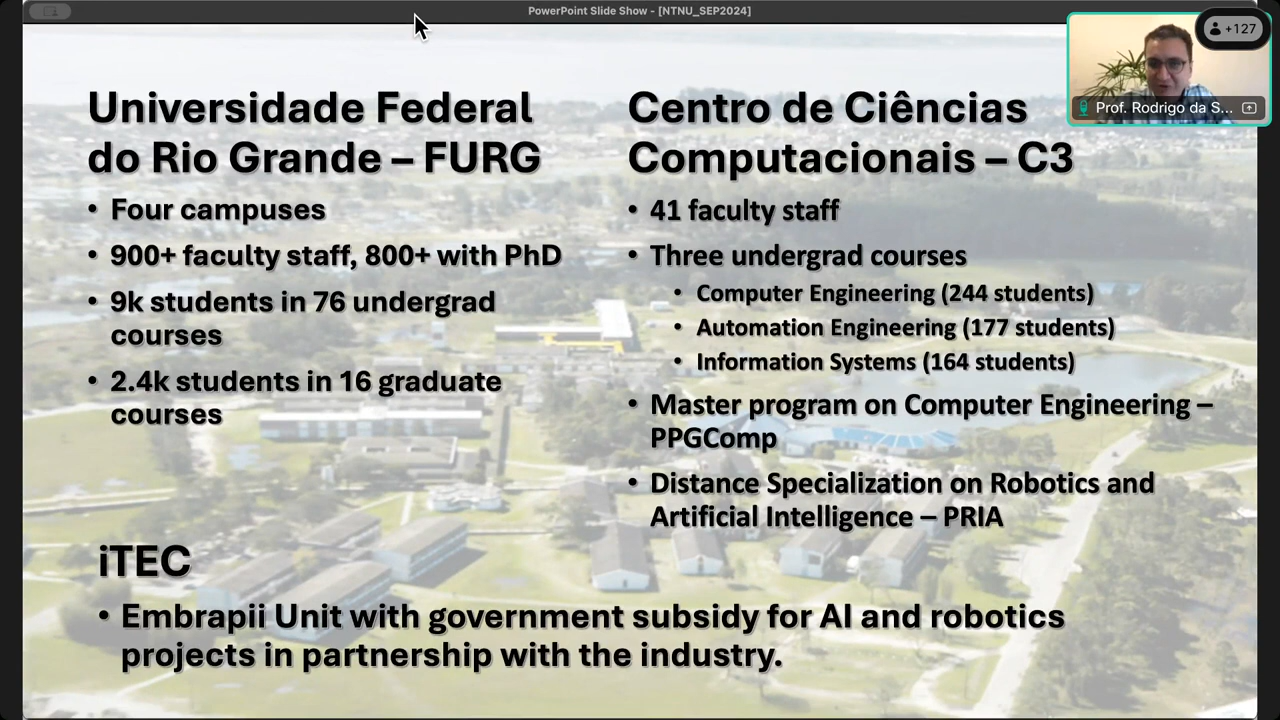 PowerPoint Slide Show - [NTNU_SEP2024]
+127
Prof. Rodrigo da S...
Universidade Federal
do Rio Grande – FURG
• Four campuses
• 900+ faculty staff, 800+ with PhD
• 9k students in 76 undergrad
courses
• 2.4k students in 16 graduate
courses
Centro de Ciências
Computacionais – C3
• 41 faculty staff
• Three undergrad courses
• Computer Engineering (244 students)
• Automation Engineering (177 students)
• Information Systems (164 students)
• Master program on Computer Engineering –
PPGComp
• Distance Specialization on Robotics and
Artificial Intelligence – PRIA
iTEC
• Embrapii Unit with government subsidy for AI and robotics
projects in partnership with the industry.